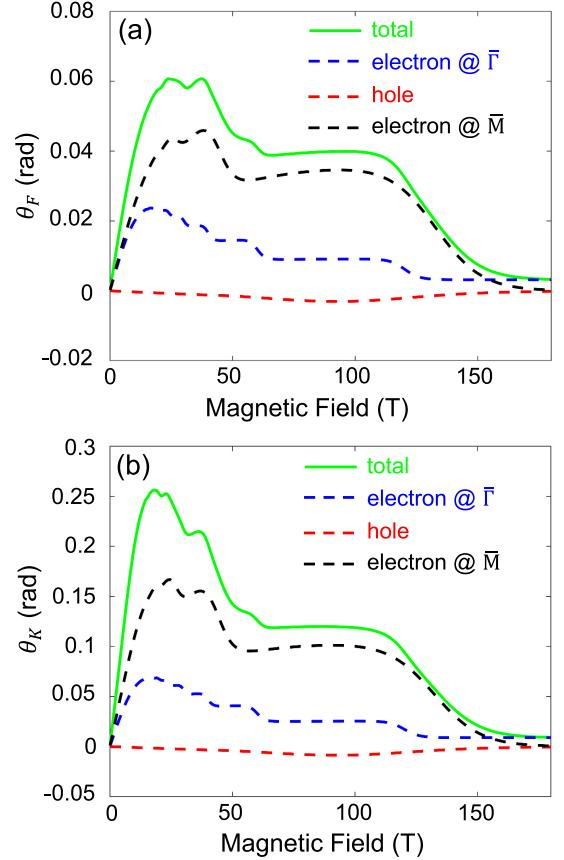 (a)
total
electron @ Γ̄
hole
electron @ M̄
θ_F (rad)
0.08
0.06
0.04
0.02
0
-0.02
0 50 100 150
Magnetic Field (T)
(b)
total
electron @ Γ̄
hole
electron @ M̄
θ_K (rad)
0.3
0.25
0.2
0.15
0.1
0.05
0
-0.05
0 50 100 150
Magnetic Field (T)